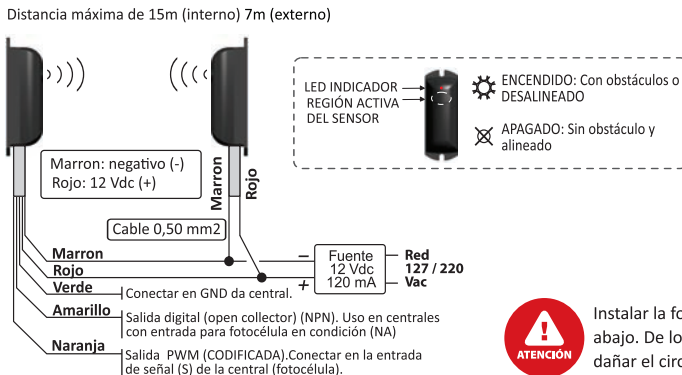 Distancia máxima de 15m (interno) 7m (externo)
LED INDICADOR
REGIÓN ACTIVA
DEL SENSOR
ENCENDIDO: Con obstáculos o
DESALINEADO
APAGADO: Sin obstáculo y
alineado
Marron: negativo (-)
Rojo: 12 Vdc (+)
Marron
Rojo
Cable 0,50 mm2
Marron
Rojo
Verde
Conectar en GND da central.
Amarillo
Salida digital (open collector) (NPN). Uso en centrales
con entrada para fotocélula en condición (NA)
Naranja
Salida PWM (CODIFICADA).Conectar en la entrada
de señal (S) de la central (fotocélula).
–
+
Fuente
12 Vdc
120 mA
Red
127 / 220
Vac
ATENCIÓN
Instalar la fo
abajo. De lo
dañar el circ